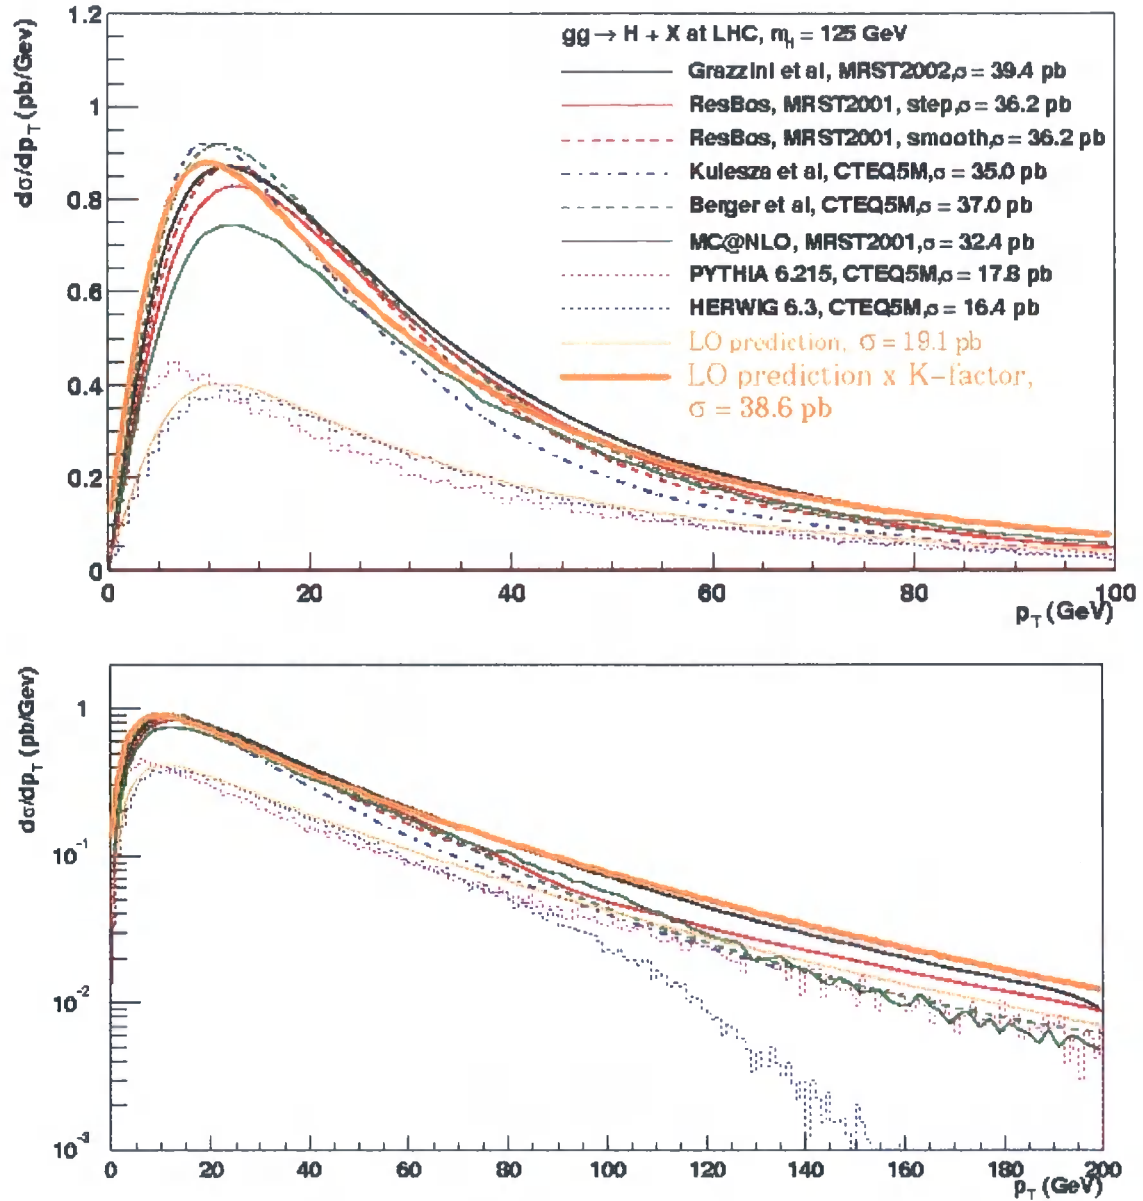 dσ/dp_T (pb/Gev)
1.2
1
0.8
0.6
0.4
0.2
0
gg → H + X at LHC, m_H = 125 GeV
Grazzini et al, MRST2002, σ = 39.4 pb
ResBos, MRST2001, step, σ = 36.2 pb
ResBos, MRST2001, smooth, σ = 36.2 pb
Kulesza et al, CTEQ5M, σ = 35.0 pb
Berger et al, CTEQ5M, σ = 37.0 pb
MC@NLO, MRST2001, σ = 32.4 pb
PYTHIA 6.215, CTEQ5M, σ = 17.8 pb
HERWIG 6.3, CTEQ5M, σ = 16.4 pb
LO prediction, σ = 19.1 pb
LO prediction x K-factor,
σ = 38.6 pb
0 20 40 60 80 100
p_T (GeV)
dσ/dp_T (pb/Gev)
1
10^-1
10^-2
10^-3
0 20 40 60 80 100 120 140 160 180 200
p_T (GeV)